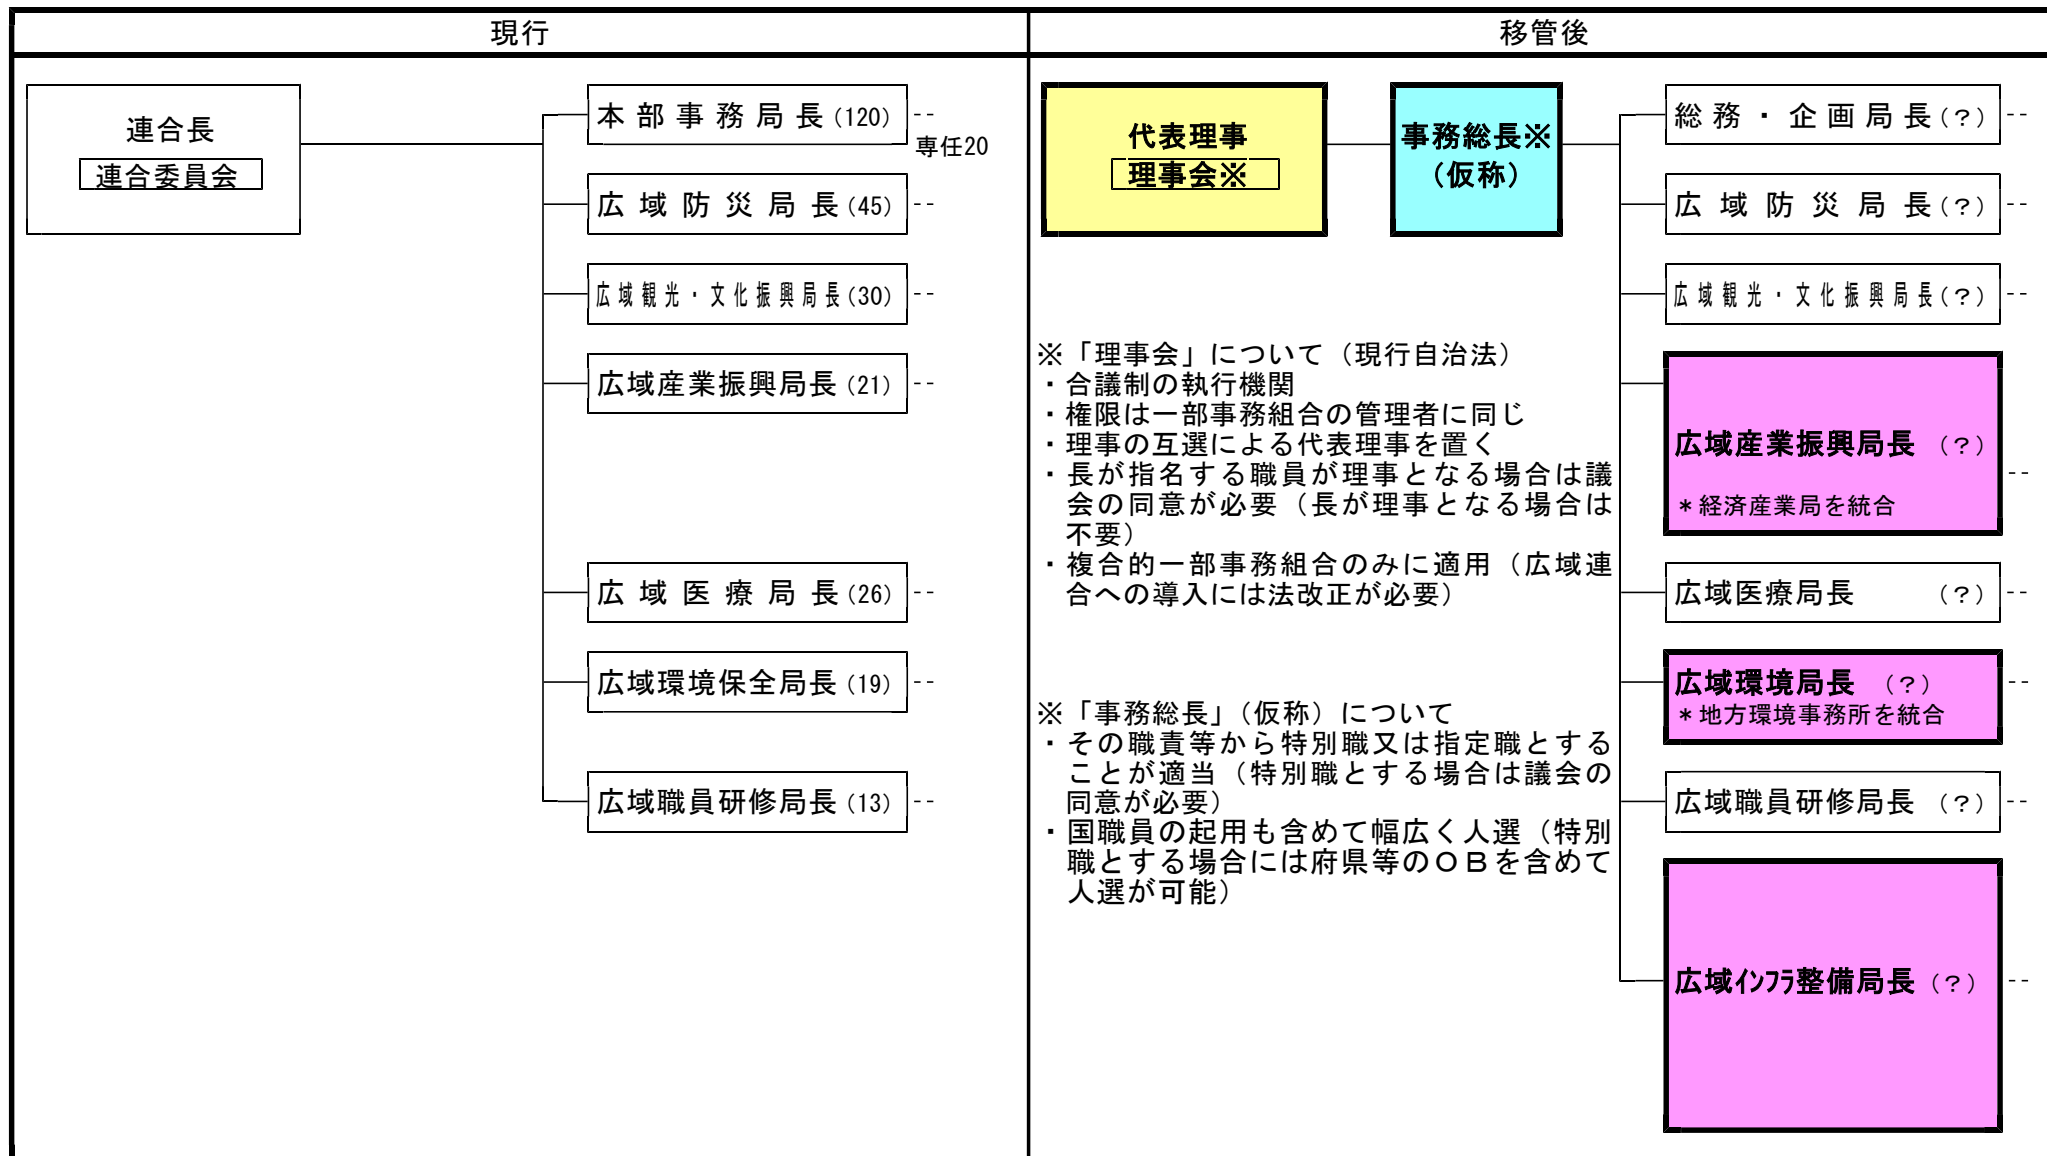 現行
連合長
連合委員会
本部事務局長(120)
専任20
広域防災局長(45)
広域観光・文化振興局長(30)
広域産業振興局長(21)
広域医療局長(26)
広域環境保全局長(19)
広域職員研修局長(13)
移管後
代表理事
理事会※
事務総長※
(仮称)
総務・企画局長(?)
広域防災局長(?)
広域観光・文化振興局長(?)
広域産業振興局長(?)
*経済産業局を統合
広域医療局長(?)
広域環境局長(?)
*地方環境事務所を統合
広域職員研修局長(?)
広域インフラ整備局長(?)
※「理事会」について(現行自治法)
・合議制の執行機関
・権限は一部事務組合の管理者に同じ
・理事の互選による代表理事を置く
・長が指名する職員が理事となる場合は議
会の同意が必要(長が理事となる場合は
不要)
・複合的一部事務組合のみに適用(広域連
合への導入には法改正が必要)
※「事務総長」(仮称)について
・その職責等から特別職又は指定職とする
ことが適当(特別職とする場合は議会の
同意が必要)
・国職員の起用も含めて幅広く人選(特別
職とする場合には府県等のOBを含めて
人選が可能)